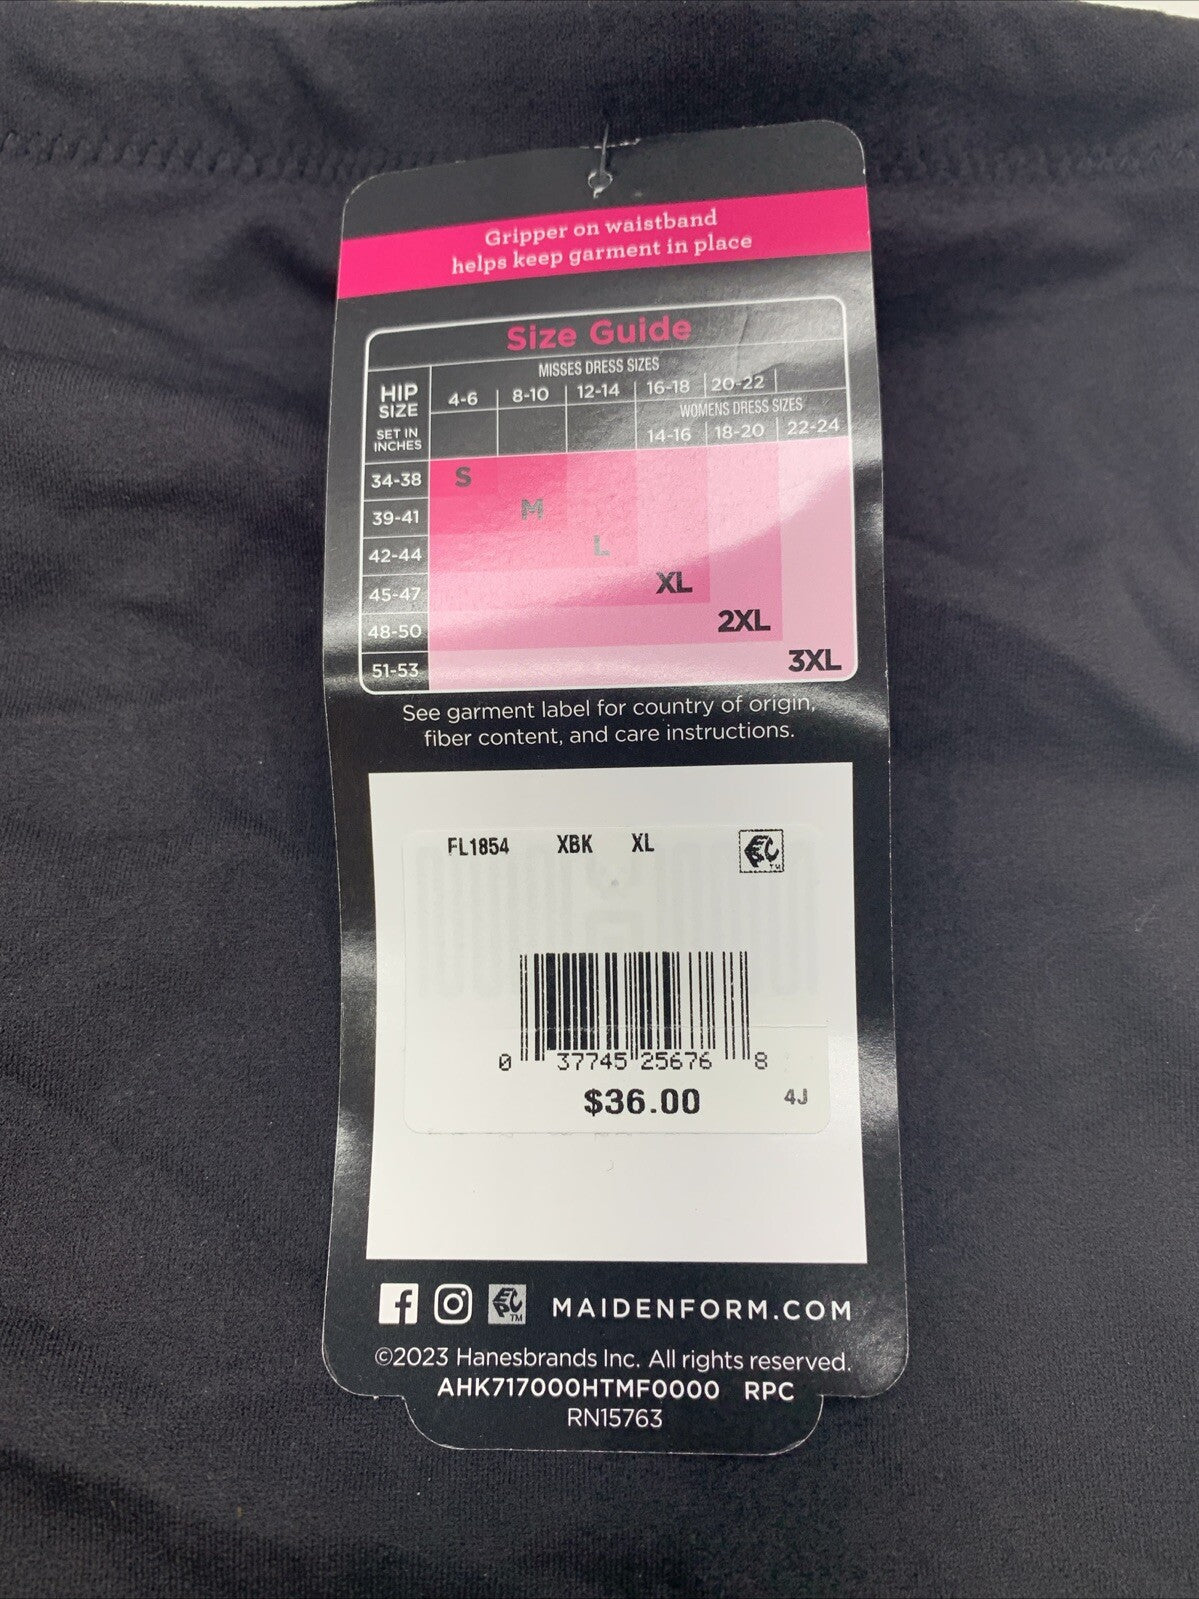 Gripper on waistband
helps keep garment in place
Size Guide
MISSES DRESS SIZES
HIP SIZE SET IN INCHES
4-6 8-10 12-14 16-18 20-22
WOMENS DRESS SIZES
14-16 18-20 22-24
34-38 S
39-41 M
42-44 L
45-47 XL
48-50 2XL
51-53 3XL
See garment label for country of origin,
fiber content, and care instructions.
FL1854 XBK XL
TM
0 37745 25676 8
$36.00 4J
f TM MAIDENFORM.COM
©2023 Hanesbrands Inc. All rights reserved.
AHK717000HTMF0000 RPC
RN15763